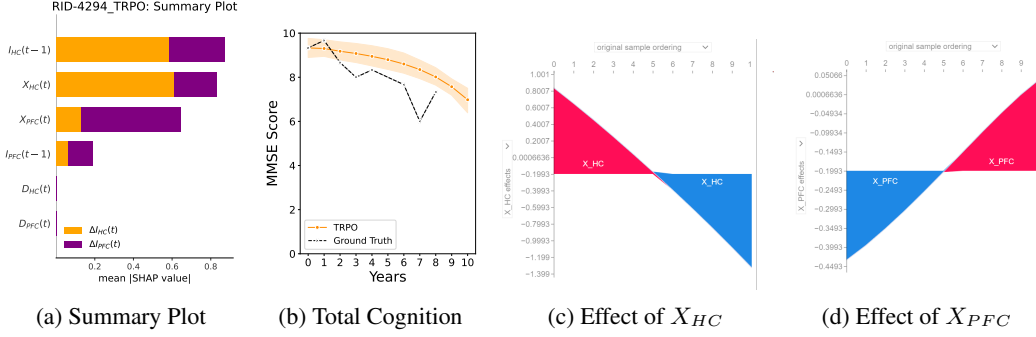 RID-4294_TRPO: Summary Plot
I_HC(t−1)
X_HC(t)
X_PFC(t)
I_PFC(t−1)
D_HC(t)
D_PFC(t)
ΔI_HC(t)
ΔI_PFC(t)
0.2 0.4 0.6 0.8
mean |SHAP value|
(a) Summary Plot
MMSE Score
10
8
6
4
2
0
TRPO
Ground Truth
0 1 2 3 4 5 6 7 8 9 10
Years
(b) Total Cognition
original sample ordering
0 1 2 3 4 5 6 7 8 9 1
X_HC effects
1.001
0.8007
0.6007
0.4007
0.2007
0.0006636
−0.1993
−0.3993
−0.5993
−0.7993
−0.9993
−1.199
−1.399
X_HC
X_HC
(c) Effect of X_HC
original sample ordering
0 1 2 3 4 5 6 7 8 9
X_PFC effects
0.05066
0.0006636
−0.04934
−0.09934
−0.1493
−0.1993
−0.2493
−0.2993
−0.3493
−0.3993
−0.4493
X_PFC
X_PFC
(d) Effect of X_PFC